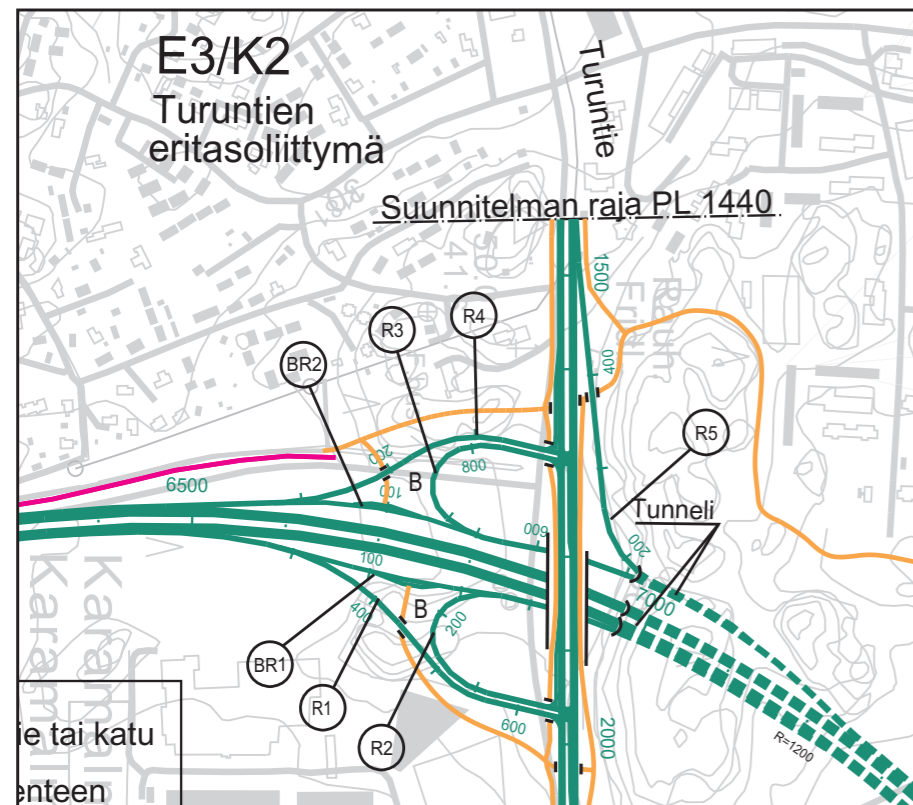 E3/K2
Turuntien
eritasoliittymä
Turuntie
Suunnitelman raja PL 1440
1500
R3
R4
BR2
400
R5
200
800
B
100
6500
600
Tunneli
200
7000
100
400
B
200
BR1
R1
R2
600
2000
R=1200
ie tai katu
enteen